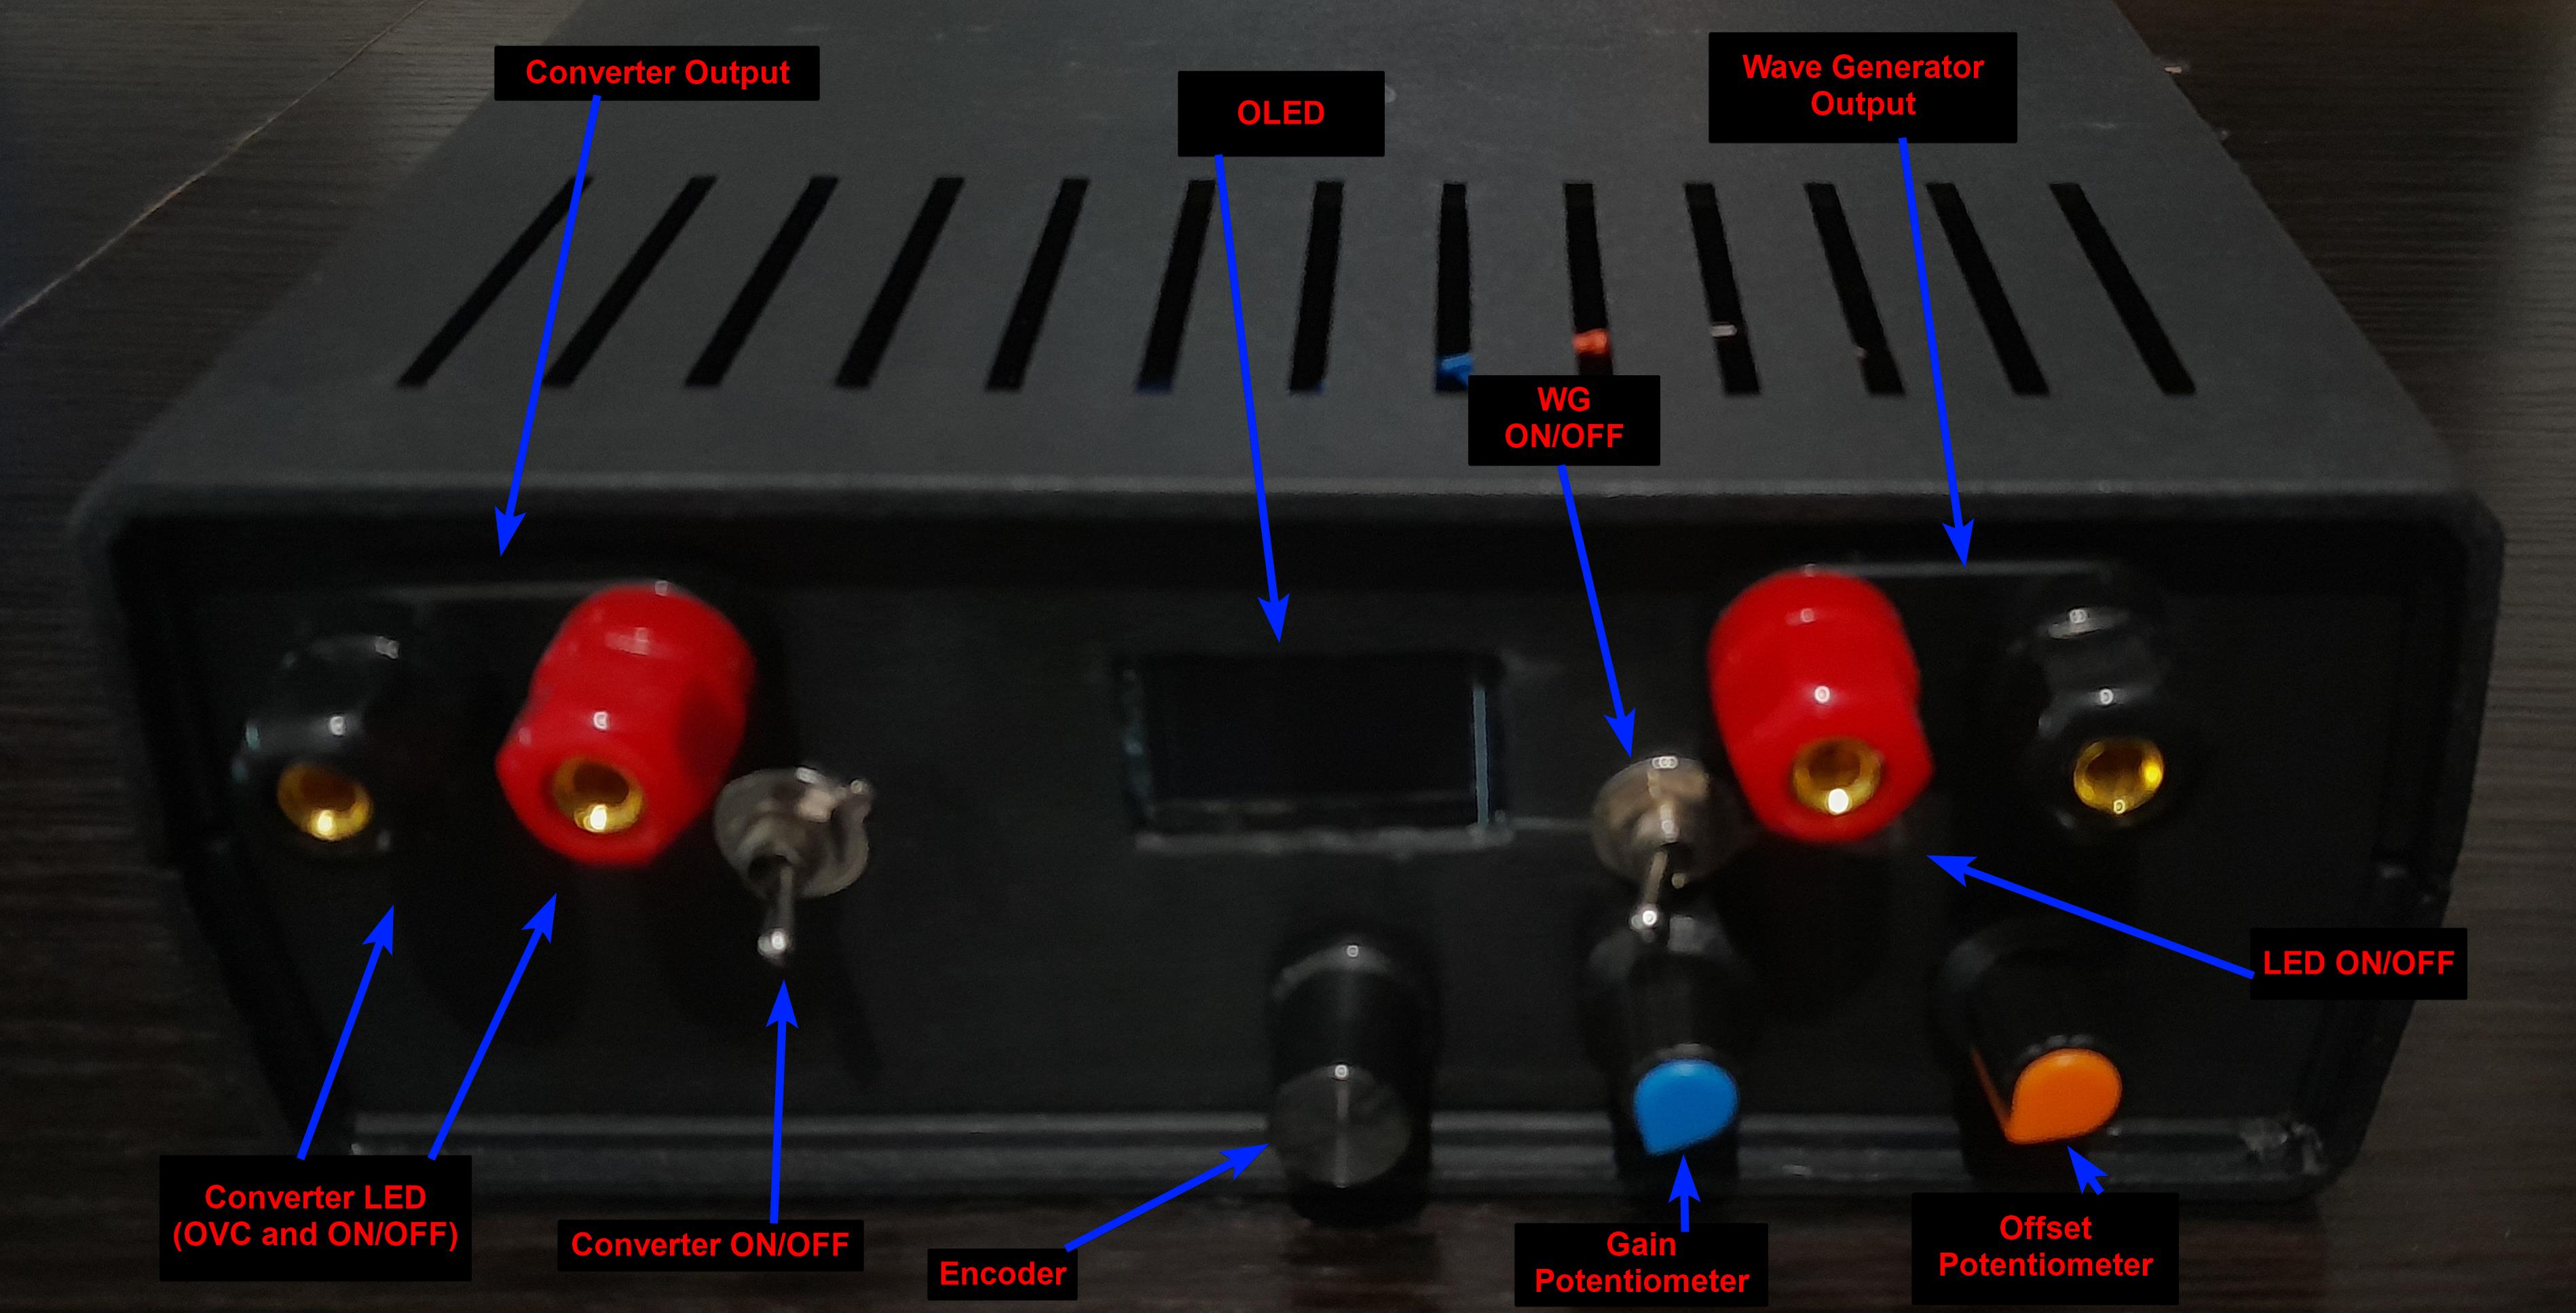 Converter Output
OLED
Wave Generator
Output
WG
ON/OFF
LED ON/OFF
Converter LED
(OVC and ON/OFF)
Converter ON/OFF
Encoder
Gain
Potentiometer
Offset
Potentiometer